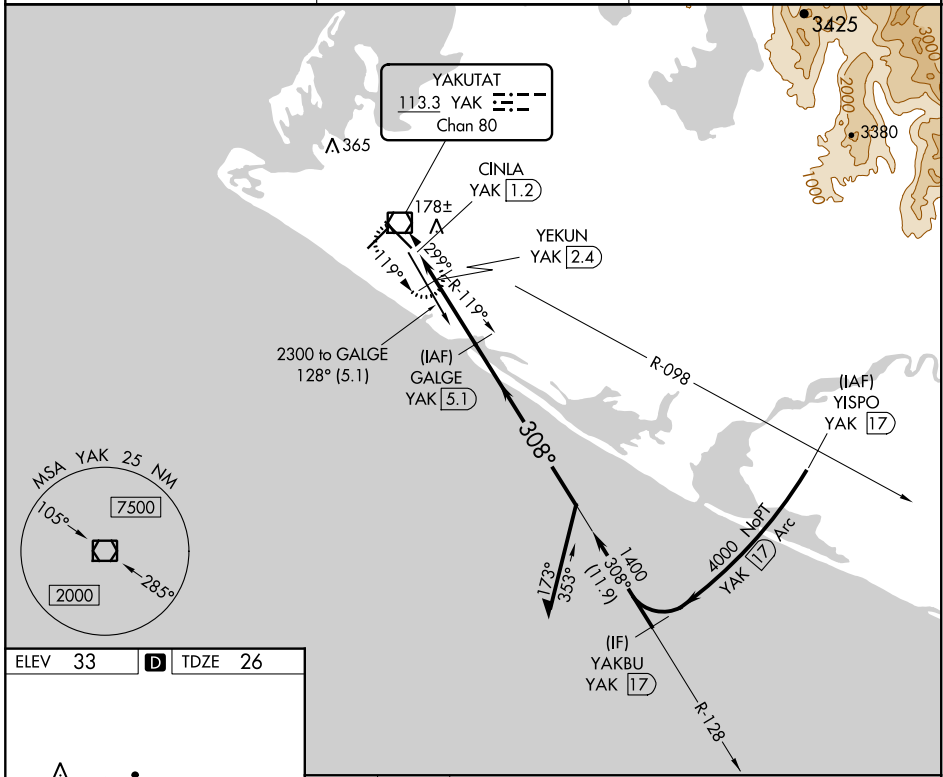 3425
3000
2000
3380
1000
YAKUTAT
113.3 YAK
Chan 80
365
CINLA
YAK 1.2
178±
YEKUN
YAK 2.4
299°
R-119°
119°
2300 to GALGE
128° (5.1)
(IAF)
GALGE
YAK 5.1
R-098
(IAF)
YISPO
YAK 17
308°
MSA YAK 25 NM
105°
7500
285°
2000
4000 NoPT
YAK 17 Arc
1400
308°
(11.9)
173°
353°
(IF)
YAKBU
YAK 17
R-128
ELEV 33 D TDZE 26